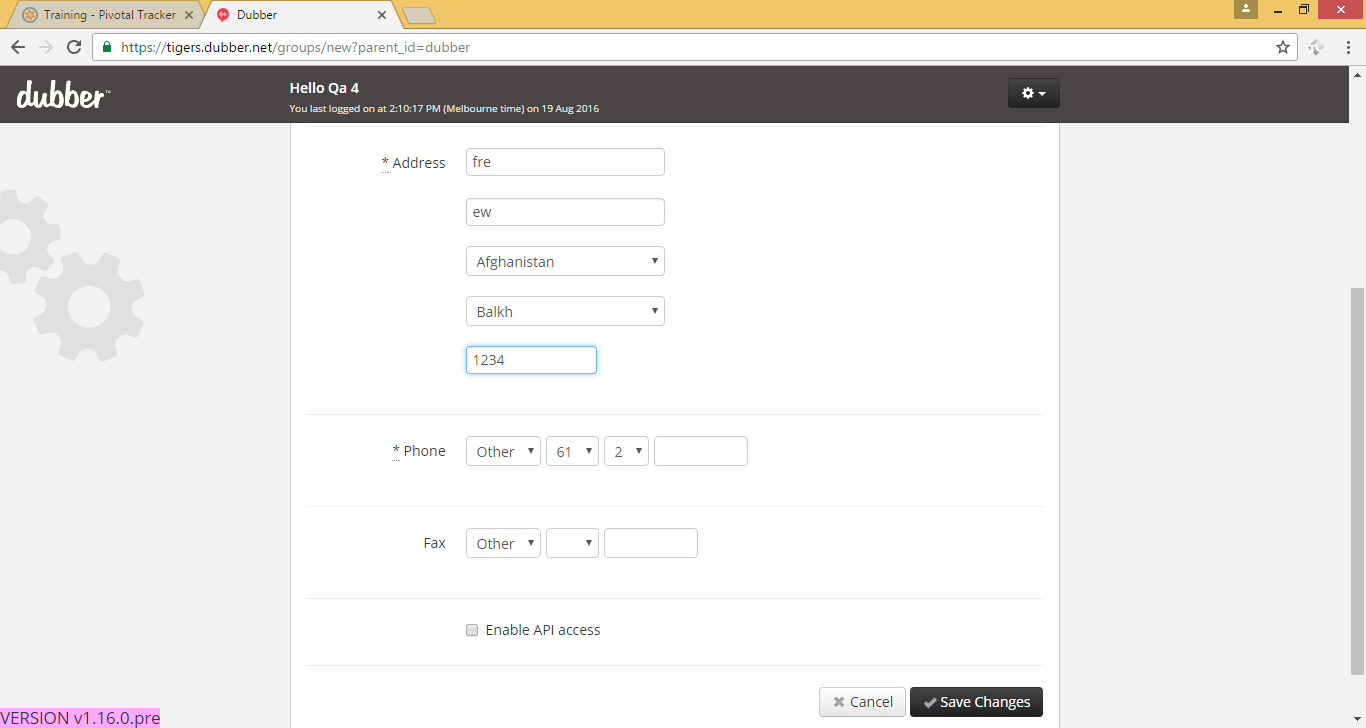 Training - Pivotal Tracker
Dubber
https://tigers.dubber.net/groups/new?parent_id=dubber
dubber™
Hello Qa 4
You last logged on at 2:10:17 PM (Melbourne time) on 19 Aug 2016
* Address
fre
ew
Afghanistan
Balkh
1234
* Phone Other 61 2
Fax Other
Enable API access
Cancel Save Changes
VERSION v1.16.0.pre